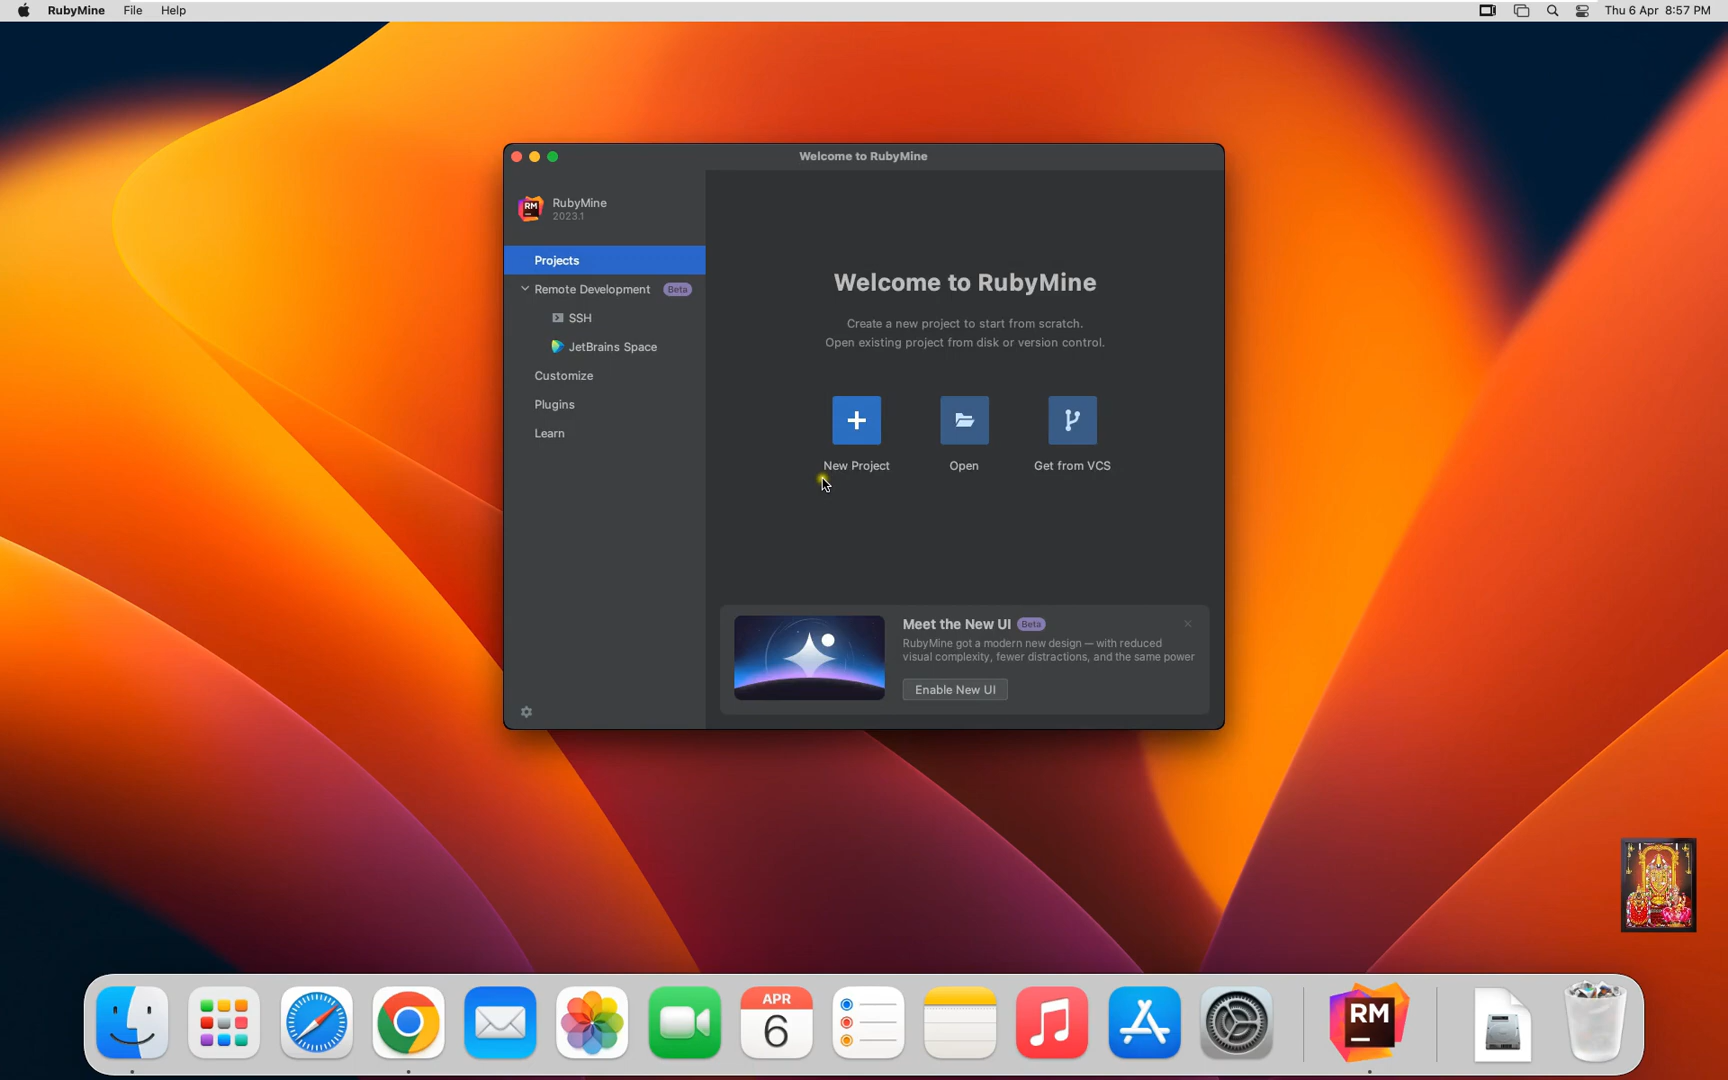 RubyMine File Help Thu 6 Apr 8:57 PM
Welcome to RubyMine
RM RubyMine
2023.1
Projects
Remote Development Beta
SSH
JetBrains Space
Customize
Plugins
Learn
Welcome to RubyMine
Create a new project to start from scratch.
Open existing project from disk or version control.
New Project Open Get from VCS
Meet the New UI Beta
RubyMine got a modern new design — with reduced
visual complexity, fewer distractions, and the same power
Enable New UI
APR
6
RM